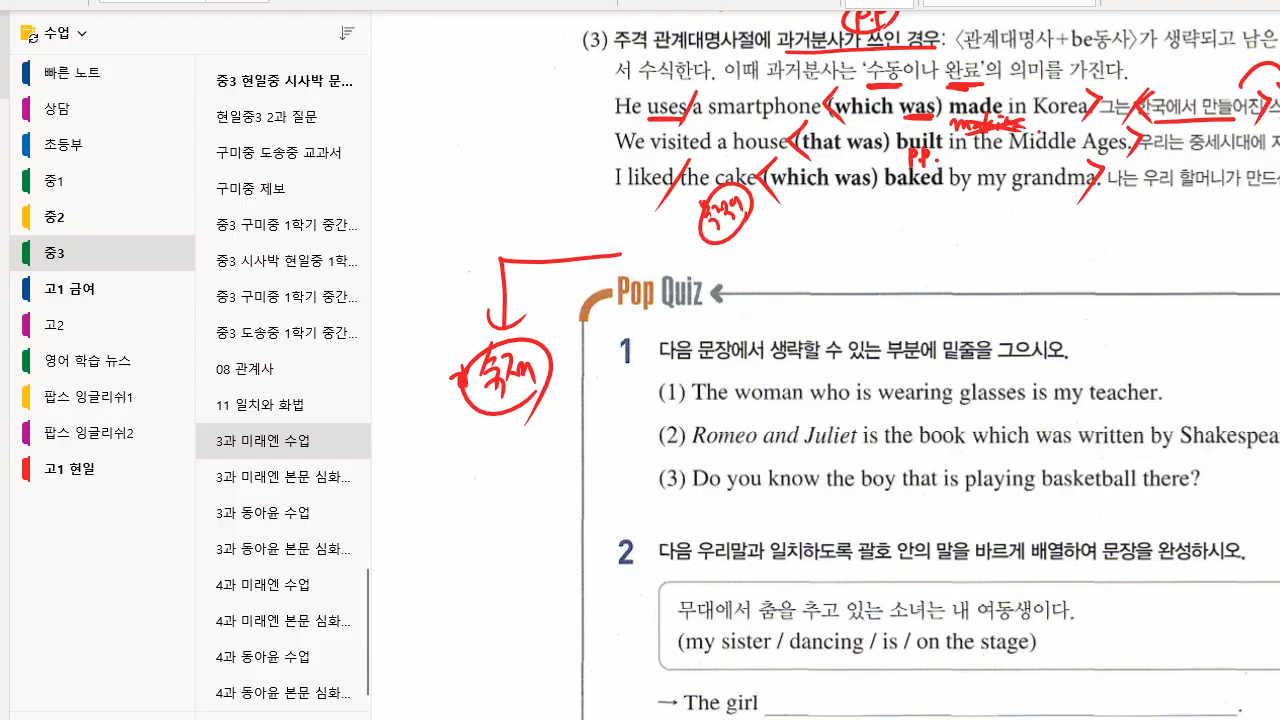 수업
빠른 노트
상담
초등부
중1
중2
중3
고1 금여
고2
영어 학습 뉴스
팝스 잉글리쉬1
팝스 잉글리쉬2
고1 현일
중3 현일중 시사박 문...
현일중3 2과 질문
구미중 도송중 교과서
구미중 제보
중3 구미중 1학기 중간...
중3 시사박 현일중 1학...
중3 구미중 1학기 중간...
중3 도송중 1학기 중간...
08 관계사
11 일치와 화법
3과 미래엔 수업
3과 미래엔 본문 심화...
3과 동아윤 수업
3과 동아윤 본문 심화...
4과 미래엔 수업
4과 미래엔 본문 심화...
4과 동아윤 수업
4과 동아윤 본문 심화...
P.P
(3) 주격 관계대명사절에 과거분사가 쓰인 경우: 〈관계대명사+be동사〉가 생략되고 남은
서 수식한다. 이때 과거분사는 ‘수동이나 완료’의 의미를 가진다.
He uses a smartphone (which was) made in Korea. 그는 한국에서 만들어진
making
We visited a house (that was) built in the Middle Ages. 우리는 중세시대에
P.P.
I liked the cake (which was) baked by my grandma. 나는 우리 할머니가 만드
Pop Quiz
숙제
1 다음 문장에서 생략할 수 있는 부분에 밑줄을 그으시오.
(1) The woman who is wearing glasses is my teacher.
(2) Romeo and Juliet is the book which was written by Shakespea
(3) Do you know the boy that is playing basketball there?
2 다음 우리말과 일치하도록 괄호 안의 말을 바르게 배열하여 문장을 완성하시오.
무대에서 춤을 추고 있는 소녀는 내 여동생이다.
(my sister / dancing / is / on the stage)
→ The girl .